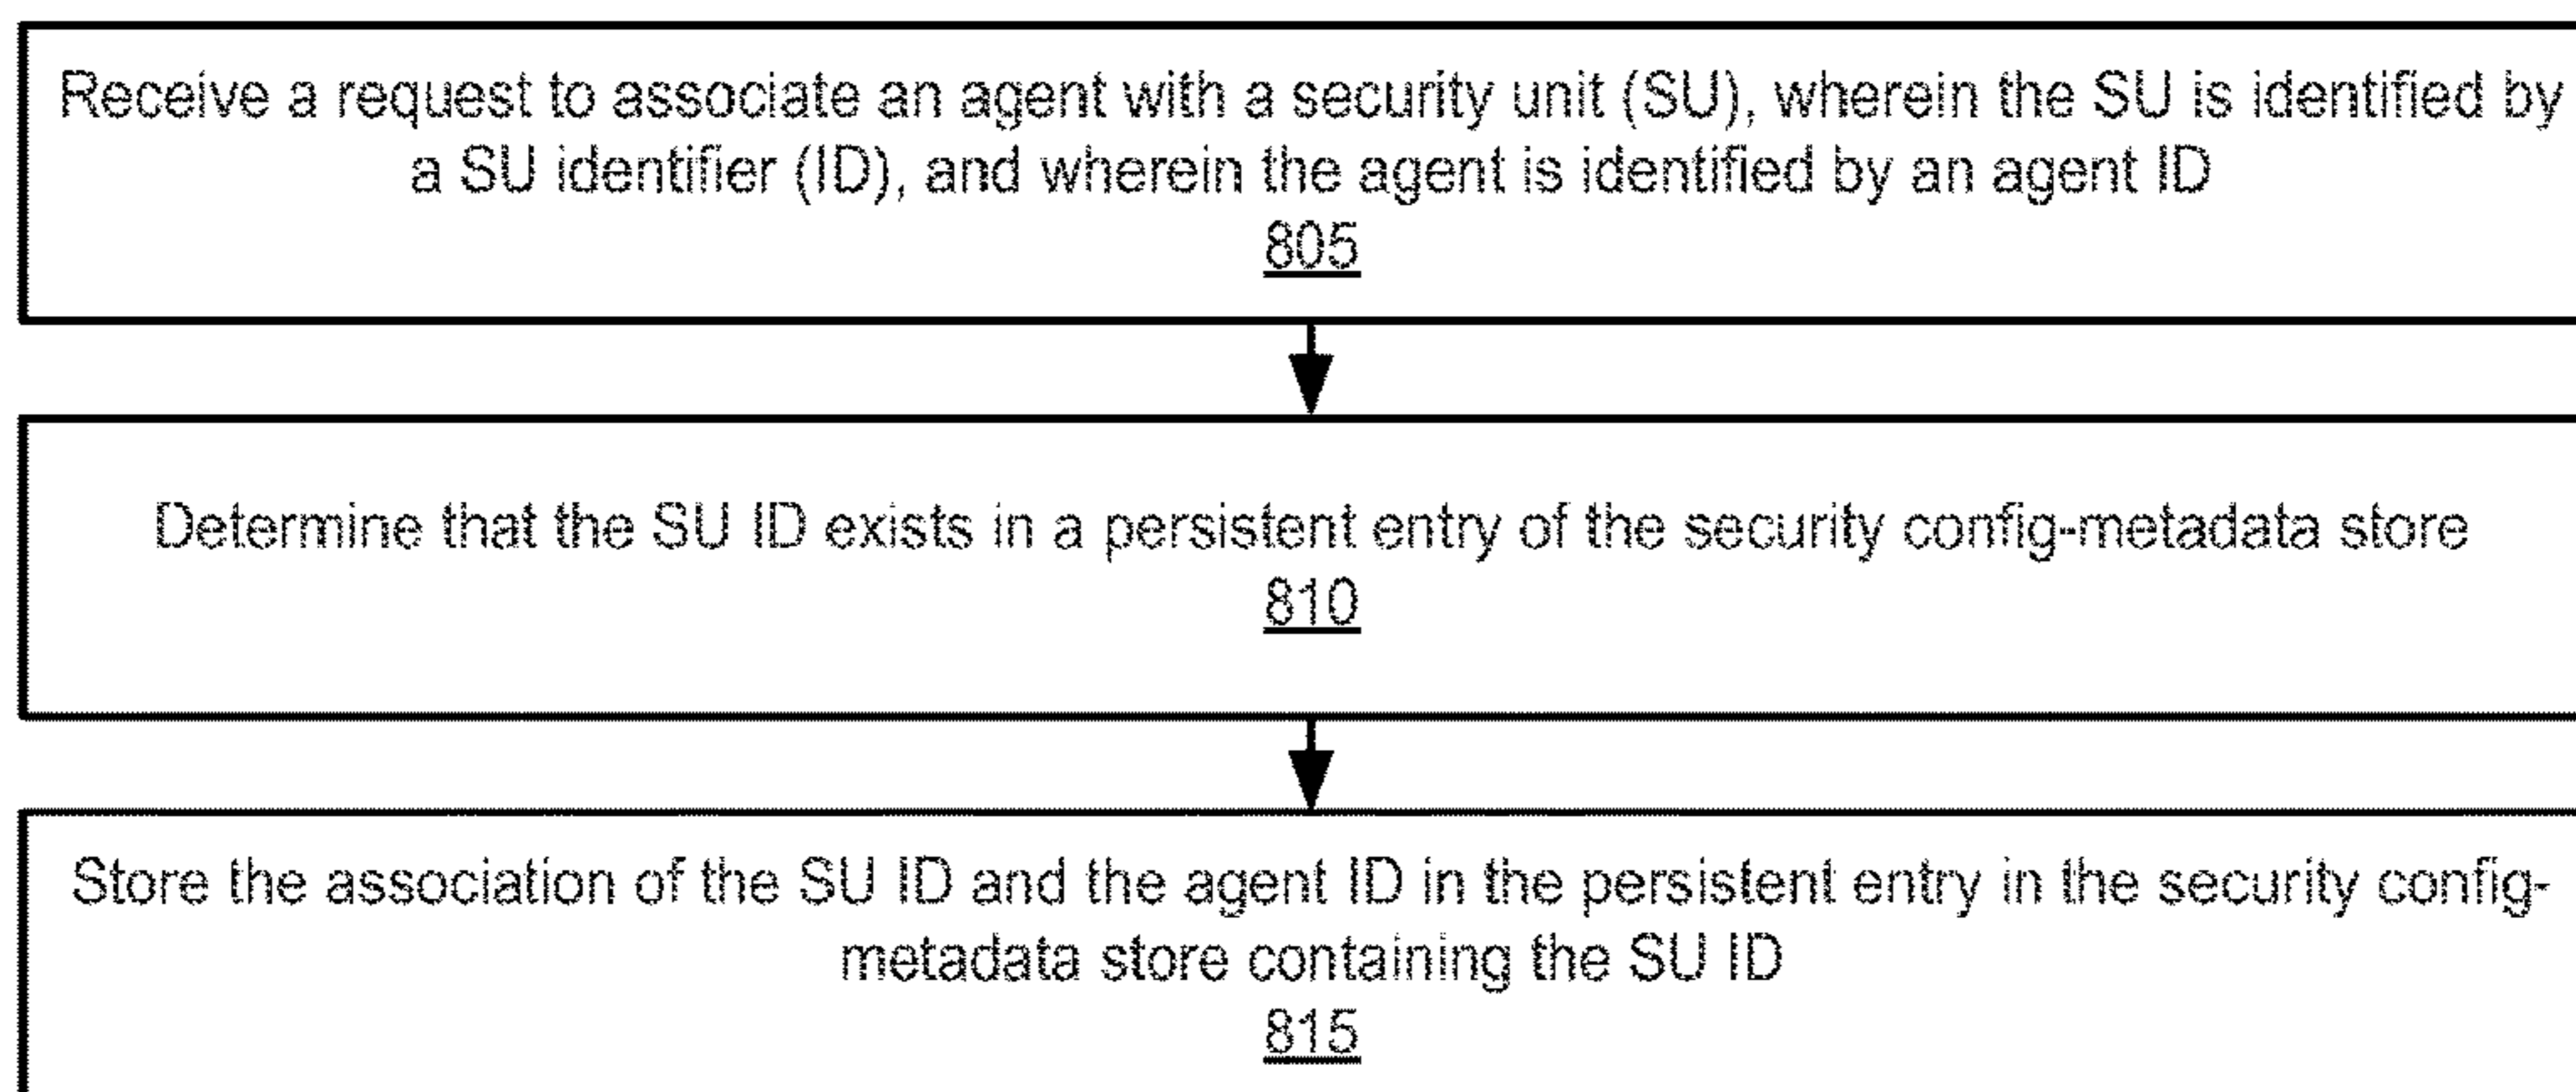 Receive a request to associate an agent with a security unit (SU), wherein the SU is identified by
a SU identifier (ID), and wherein the agent is identified by an agent ID
805
Determine that the SU ID exists in a persistent entry of the security config-metadata store
810
Store the association of the SU ID and the agent ID in the persistent entry in the security config-
metadata store containing the SU ID
815